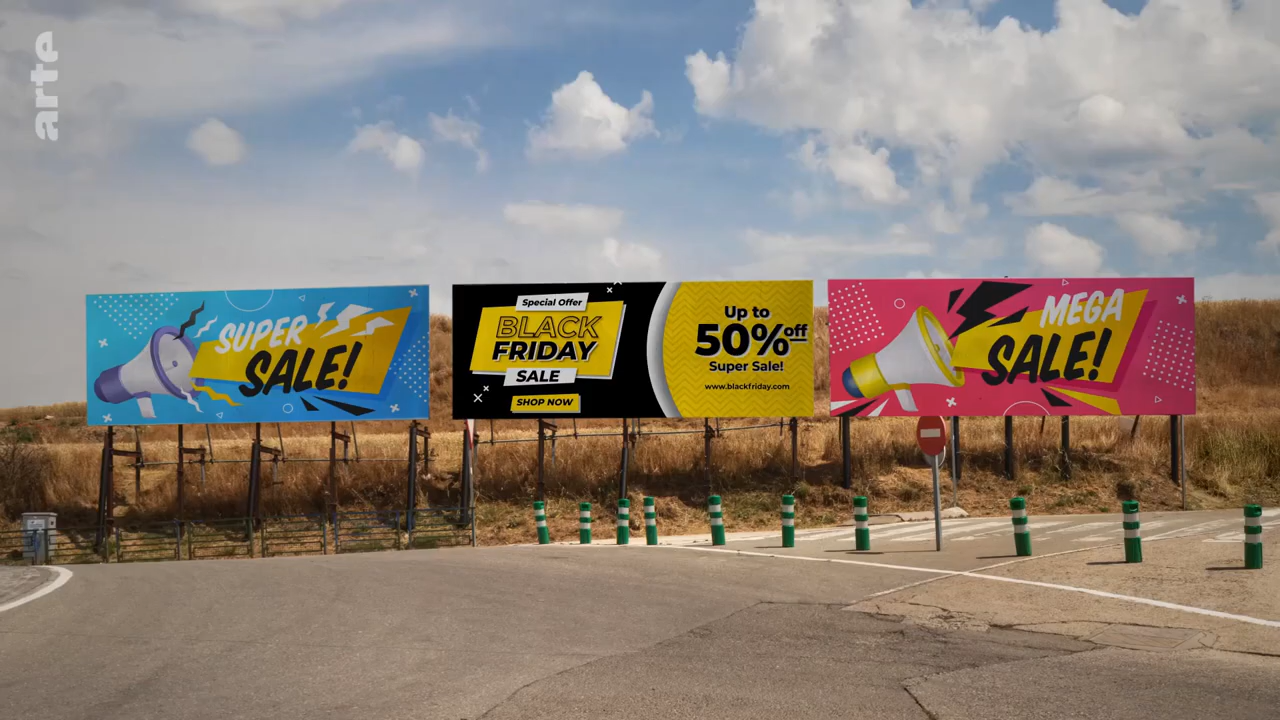 arte
SUPER
SALE!
Special Offer
BLACK
FRIDAY
SALE
SHOP NOW
Up to
50% off
Super Sale!
www.blackfriday.com
MEGA
SALE!